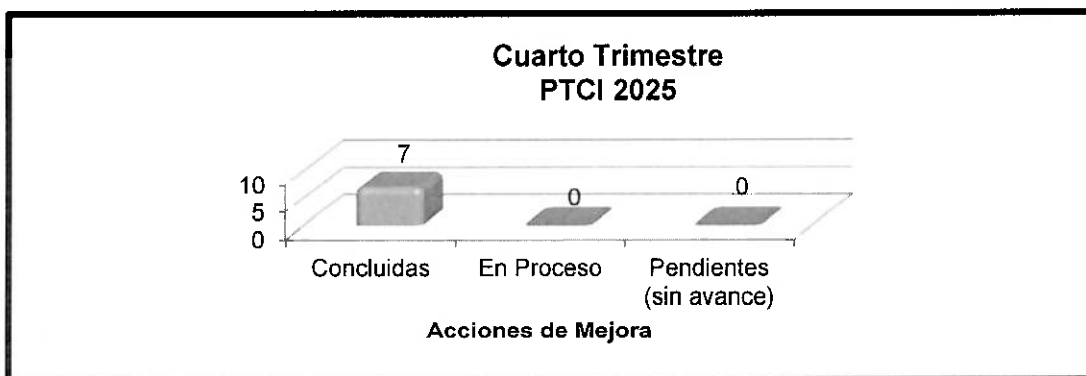 Cuarto Trimestre
PTCI 2025
7
0
0
10
5
0
Concluidas En Proceso Pendientes
(sin avance)
Acciones de Mejora